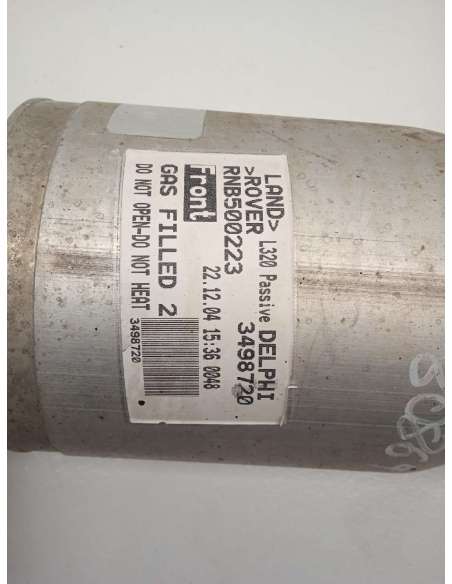 LAND>
>ROVER L320 Passive DELPHI
RNB500223 3498720
Front 22.12.04 15:36 0048
GAS FILLED 2
DO NOT OPEN-DO NOT HEAT 3498720